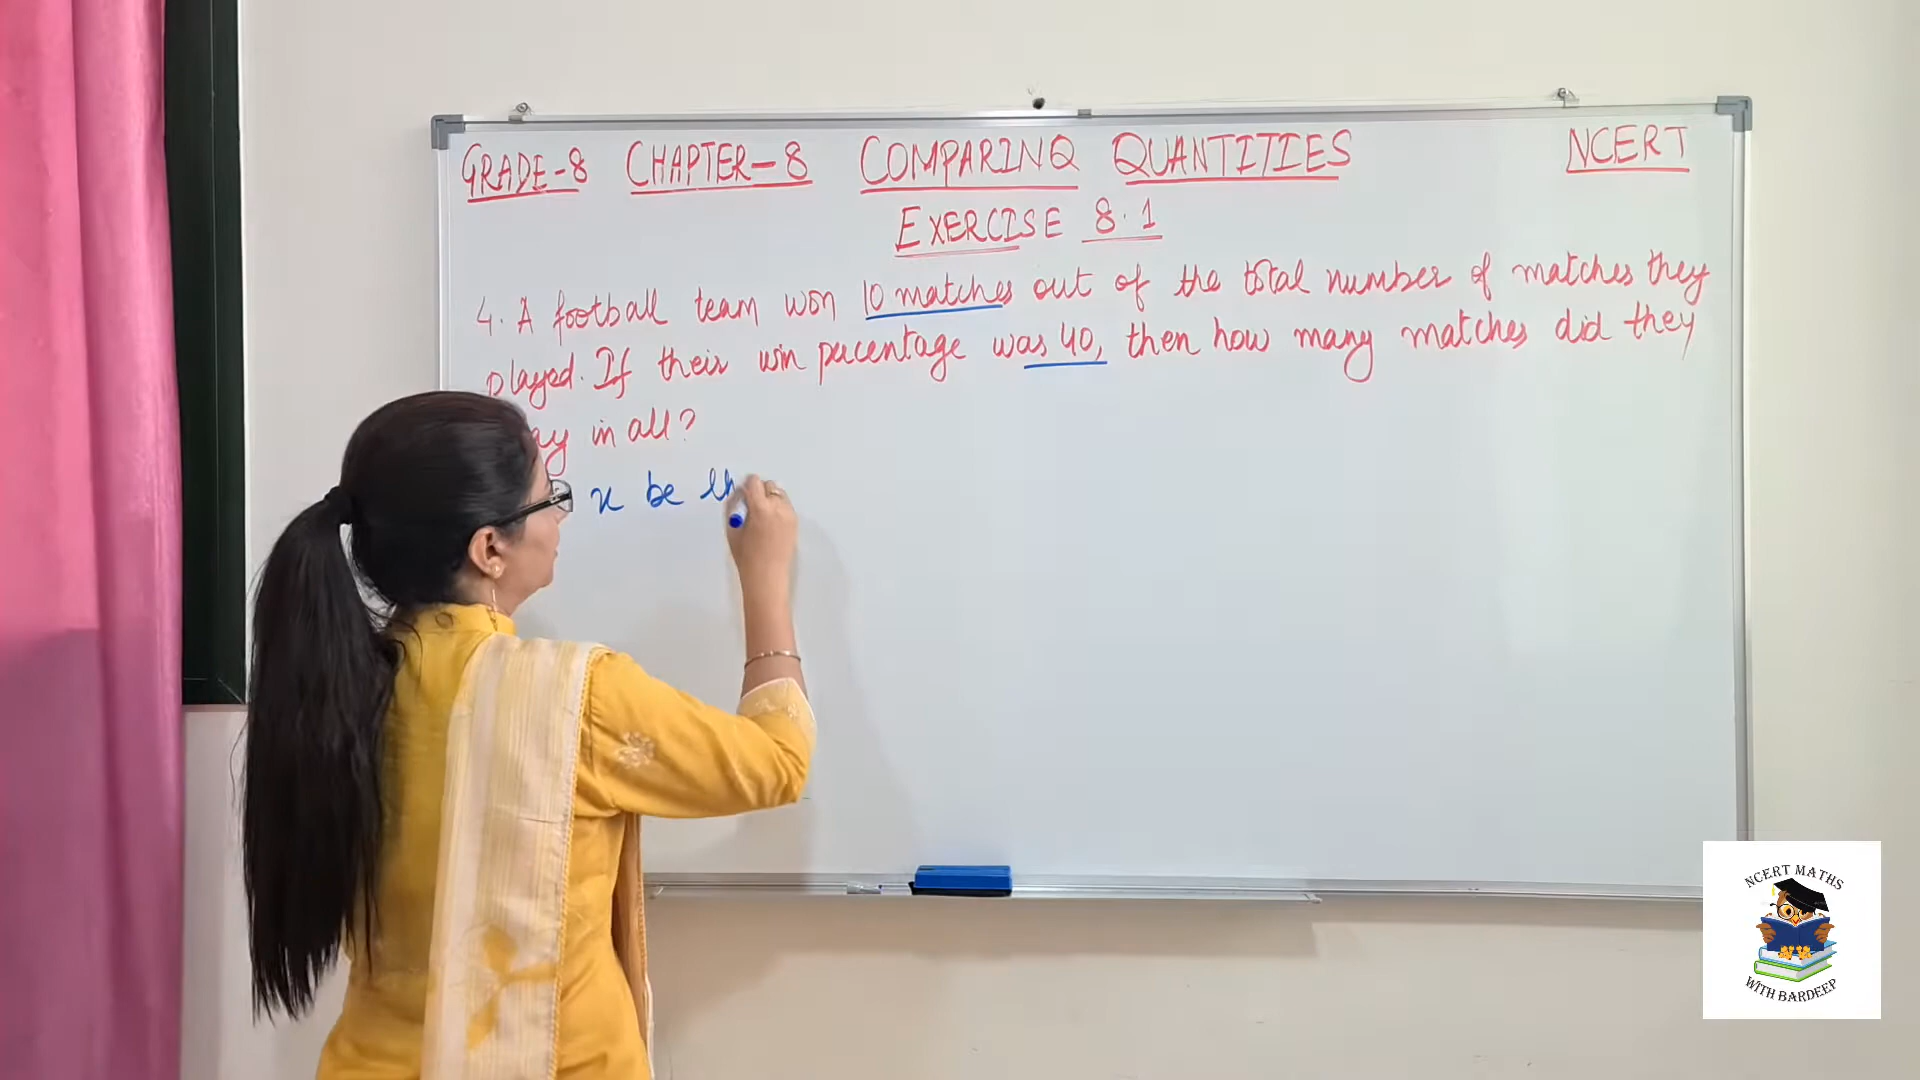 GRADE-8 CHAPTER-8 COMPARING QUANTITIES NCERT
EXERCISE 8.1
4. A football team won 10 matches out of the total number of matches they
played. If their win pucentage was 40, then how many matches did they
in all?
x be th
NCERT MATHS
WITH BARDEEP